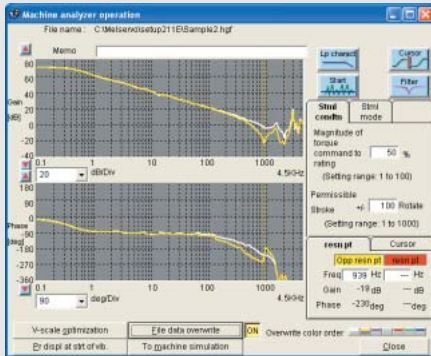 Machine analyzer operation
File name : C:\Melservo\setup211E\Sample2.hgf
Memo
Lp charact
Cursor
Start
Filter
80
60
40
20
0
-20
-40
Gain
[dB]
0.1 1 10 100 1000
4.5KHz
20 dB/Div
Stml condtn
Stml mode
Magnitude of
torque
command to 50 %
rating
(Setting range: 1 to 100)
Permissible
Stroke +/- 100 Rotate
(Setting range: 1 to 1000)
180
90
0
-90
-180
-270
-360
Phase
[deg]
0.1 1 10 100 1000
4.5KHz
90 deg/Div
resn pt
Cursor
Opp resn pt resn pt
Freq 939 Hz --- Hz
Gain -19 dB ---dB
Phase -230deg ---deg
V-scale optimization
File data overwrite
ON
Overwrite color order
Pr displ at strt of vib.
To machine simulation
Close